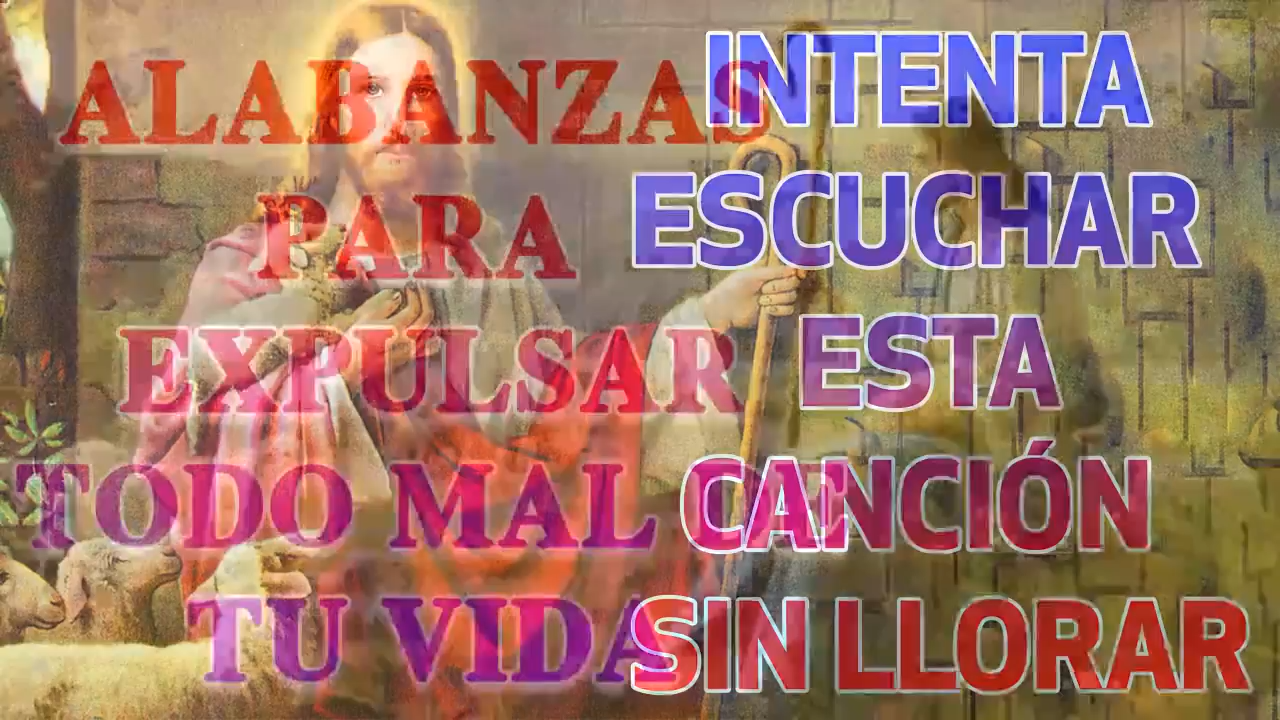 ALABANZAS
PARA
EXPULSAR
TODO MAL DE
TU VIDA
INTENTA
ESCUCHAR
ESTA
CANCIÓN
SIN LLORAR